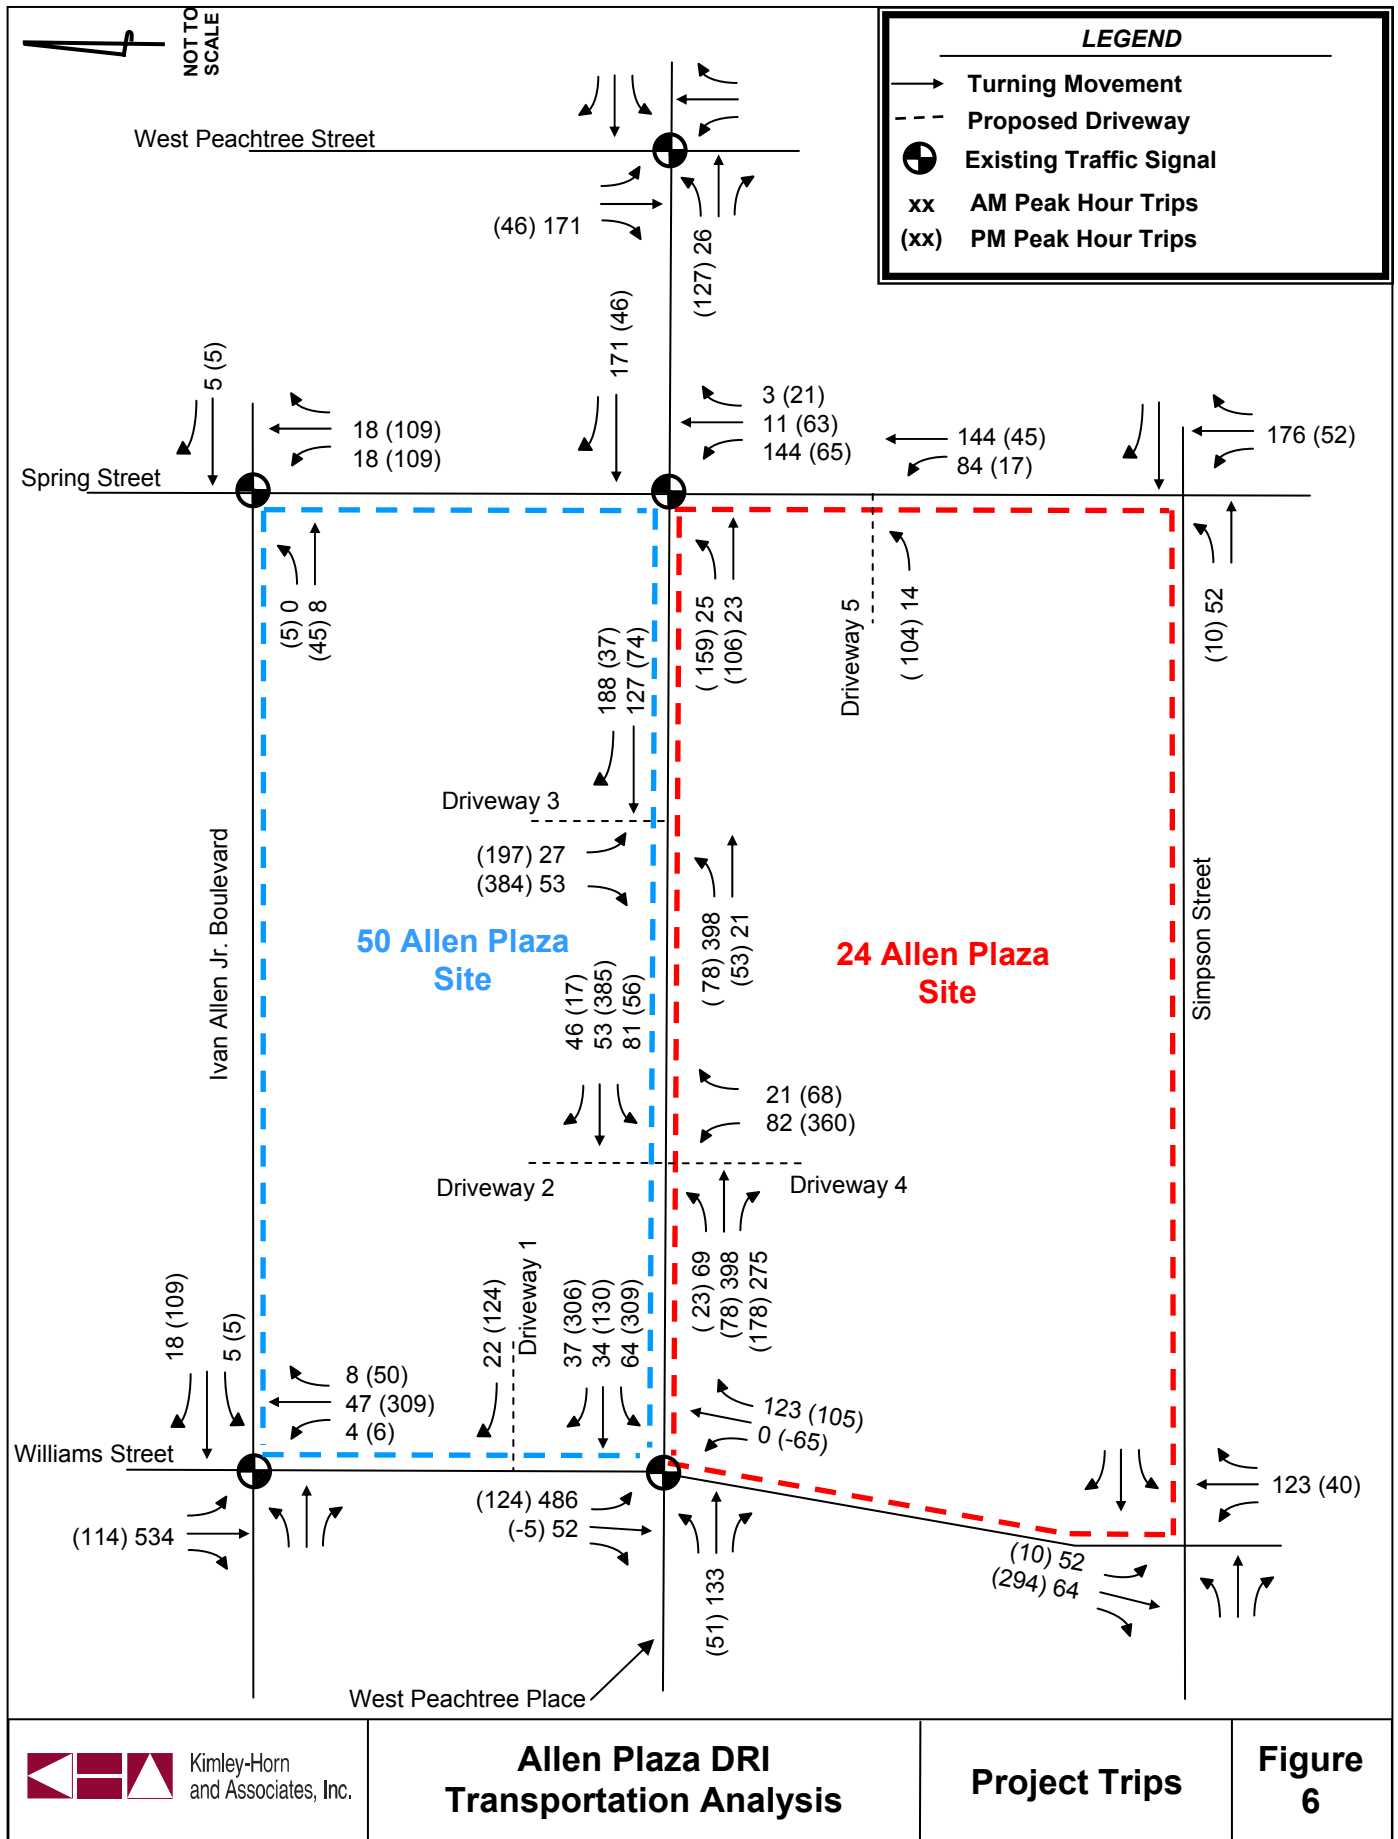 NOT TO
SCALE
LEGEND
Turning Movement
Proposed Driveway
Existing Traffic Signal
xx AM Peak Hour Trips
(xx) PM Peak Hour Trips
West Peachtree Street
(46) 171
(127) 26
5 (5)
171 (46)
3 (21)
11 (63)
144 (65)
18 (109)
18 (109)
144 (45)
84 (17)
176 (52)
Spring Street
(5) 0
(45) 8
( 159) 25
(106) 23
Driveway 5
( 104) 14
(10) 52
188 (37)
127 (74)
Driveway 3
(197) 27
(384) 53
Ivan Allen Jr. Boulevard
50 Allen Plaza
Site
(78) 398
(53) 21
24 Allen Plaza
Site
Simpson Street
46 (17)
53 (385)
81 (56)
21 (68)
82 (360)
Driveway 2
Driveway 4
Driveway 1
( 23) 69
(78) 398
(178) 275
18 (109)
5 (5)
22 (124)
37 (306)
34 (130)
64 (309)
8 (50)
47 (309)
4 (6)
123 (105)
0 (-65)
Williams Street
(114) 534
(124) 486
(-5) 52
(51) 133
(10) 52
(294) 64
123 (40)
West Peachtree Place
Kimley-Horn
and Associates, Inc.
Allen Plaza DRI
Transportation Analysis
Project Trips
Figure
6